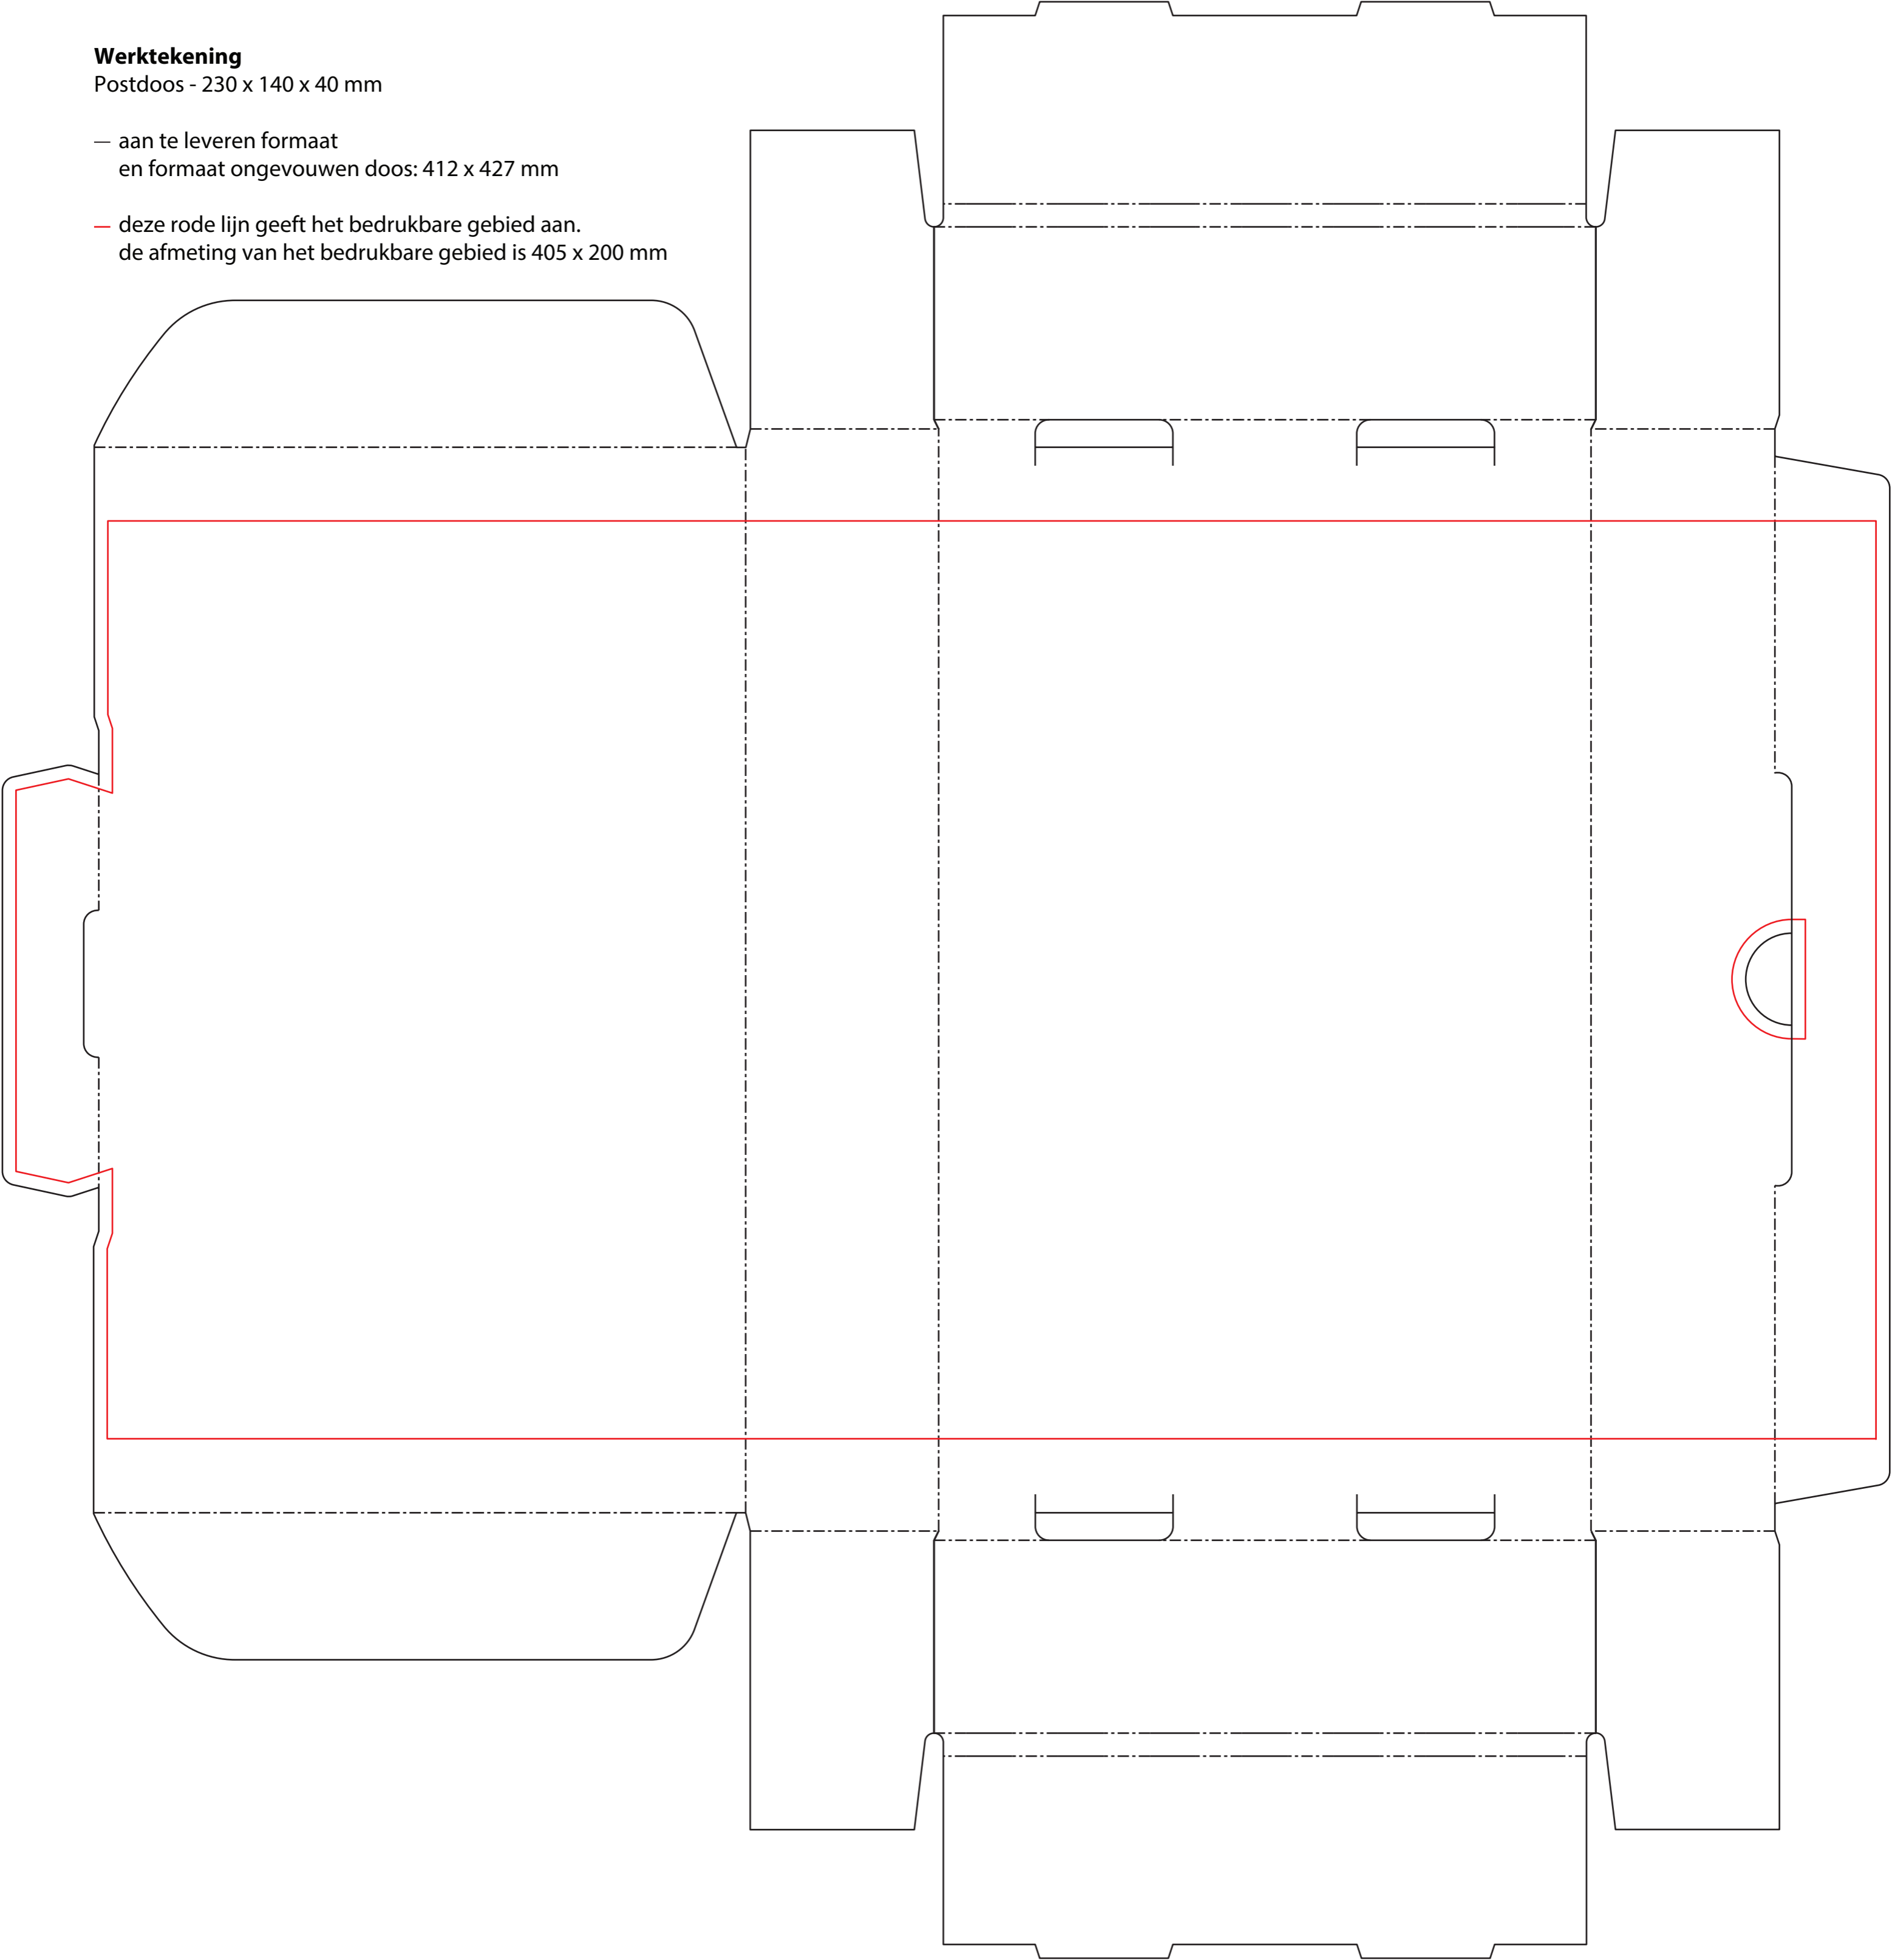 Werktekening
Postdoos - 230 x 140 x 40 mm
— aan te leveren formaat
en formaat ongevouwen doos: 412 x 427 mm
— deze rode lijn geeft het bedrukbare gebied aan.
de afmeting van het bedrukbare gebied is 405 x 200 mm